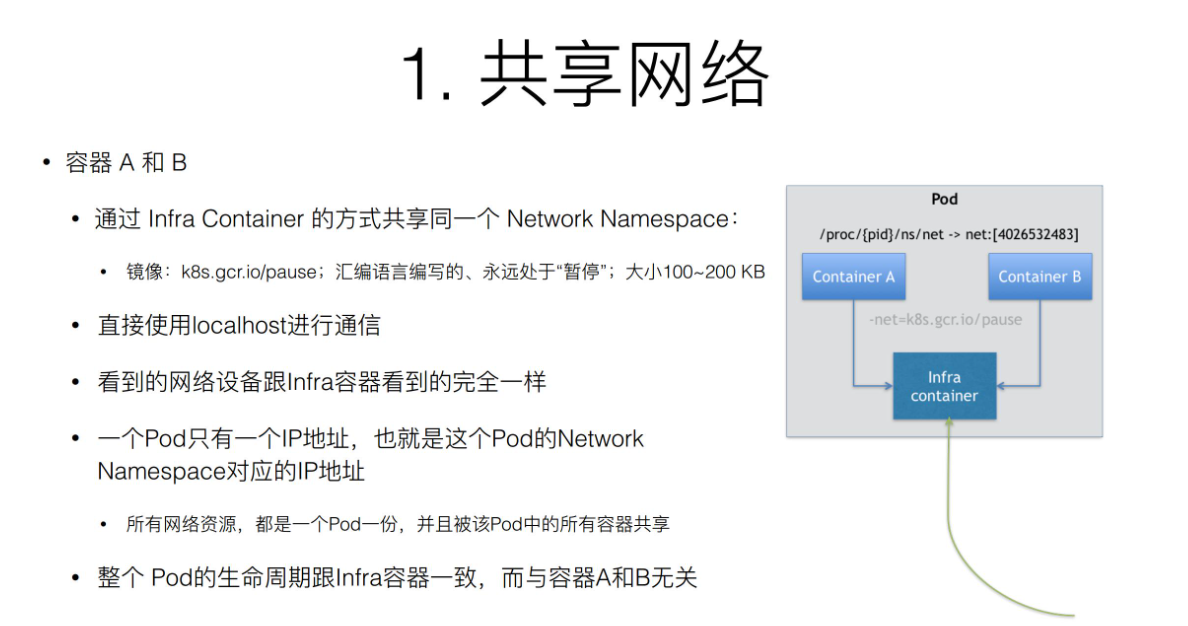 1. 共享网络
• 容器 A 和 B
• 通过 Infra Container 的方式共享同一个 Network Namespace：
• 镜像：k8s.gcr.io/pause；汇编语言编写的、永远处于“暂停”；大小100~200 KB
• 直接使用localhost进行通信
• 看到的网络设备跟Infra容器看到的完全一样
• 一个Pod只有一个IP地址，也就是这个Pod的Network
Namespace对应的IP地址
• 所有网络资源，都是一个Pod一份，并且被该Pod中的所有容器共享
• 整个 Pod的生命周期跟Infra容器一致，而与容器A和B无关
Pod
/proc/{pid}/ns/net -> net:[4026532483]
Container A
Container B
-net=k8s.gcr.io/pause
Infra
container